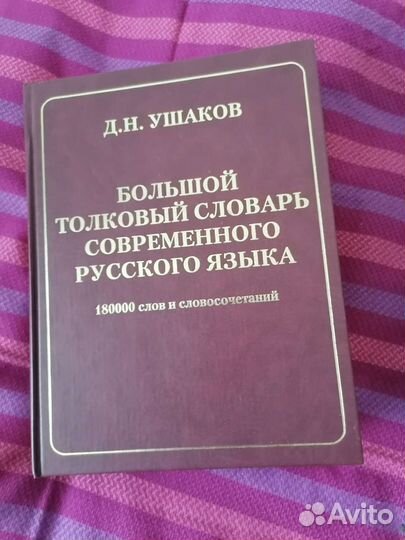 Д.Н. УШАКОВ
БОЛЬШОЙ
ТОЛКОВЫЙ СЛОВАРЬ
СОВРЕМЕННОГО
РУССКОГО ЯЗЫКА
180000 слов и словосочетаний
Avito